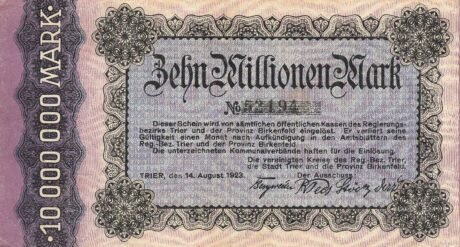 ·10 000 000 MARK·
Zehn Millionen Mark
No 52494
Dieser Schein wird von sämtlichen öffentlichen Kassen des Regierungs-
bezirks Trier und der Provinz Birkenfeld eingelöst. Er verliert seine
Gültigkeit einen Monat nach Aufkündigung in den Amtsblättern des
Reg.-Bez. Trier und der Provinz Birkenfeld.
Die unterzeichneten Kommunalverbände haften für die Einlösung.
Die vereinigten Kreise des Reg.-Bez. Trier,
die Stadt Trier und die Provinz Birkenfeld.
TRIER, den 14. August 1923. Der Ausschuss: